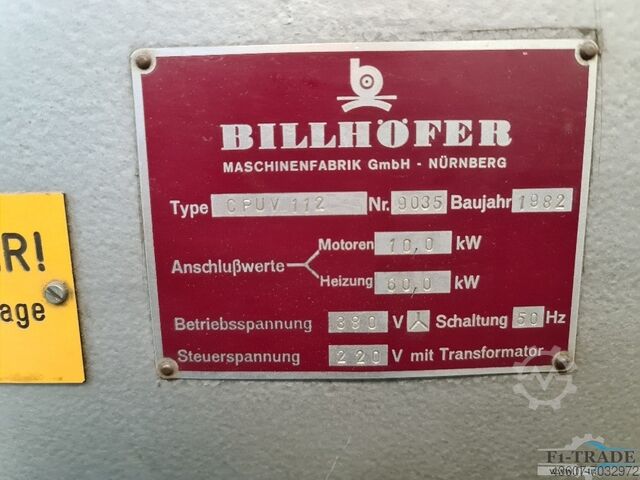 BILLHÖFER
MASCHINENFABRIK GmbH - NÜRNBERG
Type CPUV 112 Nr. 9035 Baujahr 1982
Anschlußwerte
Motoren 10,0 kW
Heizung 60,0 kW
Betriebsspannung 380 V Schaltung 50 Hz
Steuerspannung 220 V mit Transformator
R!
age
F1-TRADE